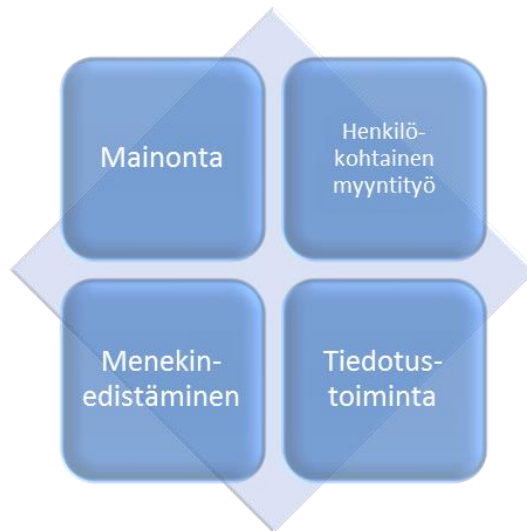 Mainonta
Henkilö-
kohtainen
myyntityö
Menekin-
edistäminen
Tiedotus-
toiminta